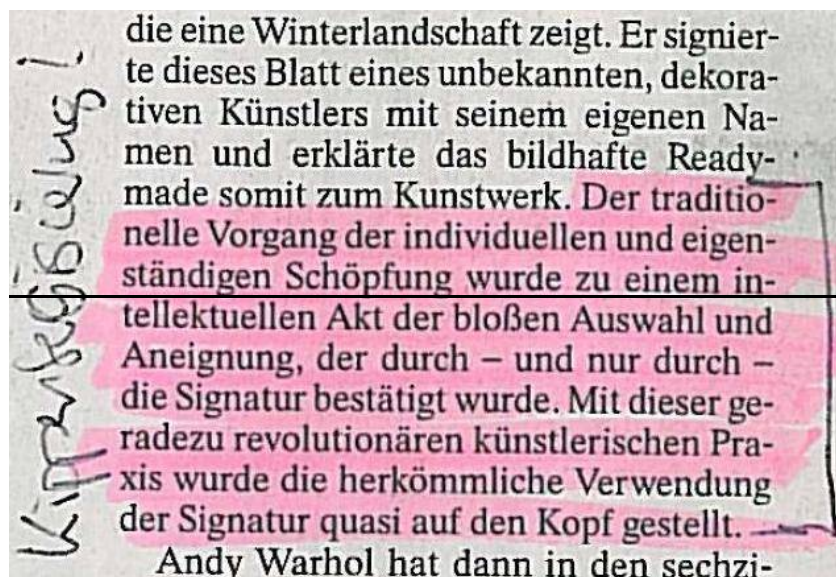 die eine Winterlandschaft zeigt. Er signier-
te dieses Blatt eines unbekannten, dekora-
tiven Künstlers mit seinem eigenen Na-
men und erklärte das bildhafte Ready-
made somit zum Kunstwerk. Der traditio-
nelle Vorgang der individuellen und eigen-
ständigen Schöpfung wurde zu einem in-
tellektuellen Akt der bloßen Auswahl und
Aneignung, der durch – und nur durch –
die Signatur bestätigt wurde. Mit dieser ge-
radezu revolutionären künstlerischen Pra-
xis wurde die herkömmliche Verwendung
der Signatur quasi auf den Kopf gestellt.
Andy Warhol hat dann in den sechzi-